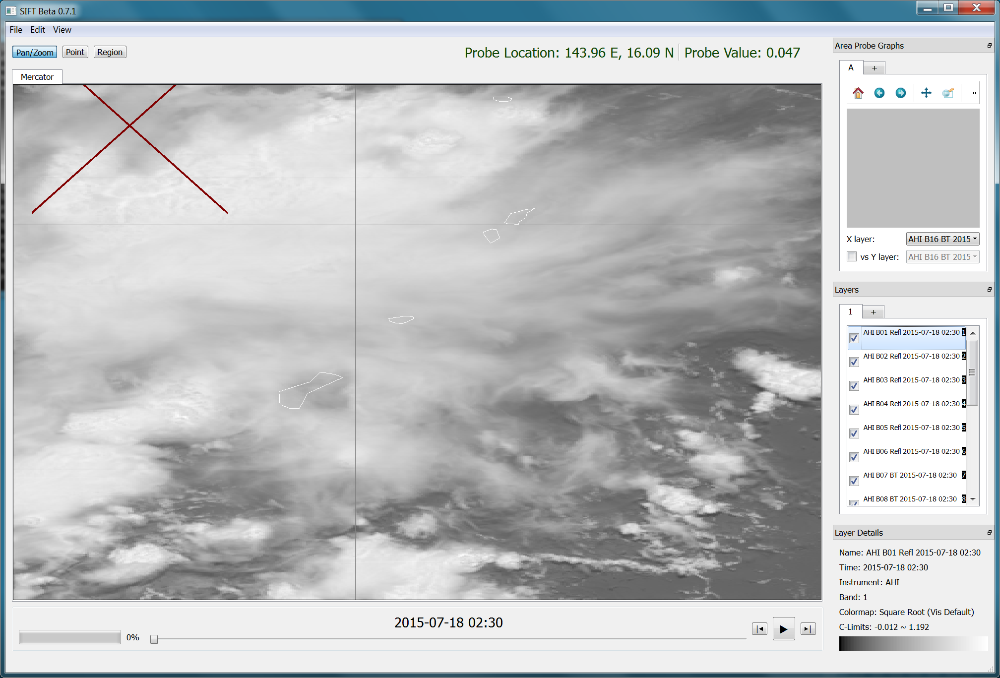 SIFT Beta 0.7.1
File Edit View
Pan/Zoom Point Region
Probe Location: 143.96 E, 16.09 N Probe Value: 0.047
Mercator
Area Probe Graphs
A +
»
X layer: AHI B16 BT 2015
vs Y layer: AHI B16 BT 2015
Layers
1 +
AHI B01 Refl 2015-07-18 02:30 1
AHI B02 Refl 2015-07-18 02:30 2
AHI B03 Refl 2015-07-18 02:30 3
AHI B04 Refl 2015-07-18 02:30 4
AHI B05 Refl 2015-07-18 02:30 5
AHI B06 Refl 2015-07-18 02:30 6
AHI B07 BT 2015-07-18 02:30 7
AHI B08 BT 2015-07-18 02:30 8
Layer Details
Name: AHI B01 Refl 2015-07-18 02:30
Time: 2015-07-18 02:30
Instrument: AHI
Band: 1
Colormap: Square Root (Vis Default)
C-Limits: -0.012 ~ 1.192
2015-07-18 02:30
0%